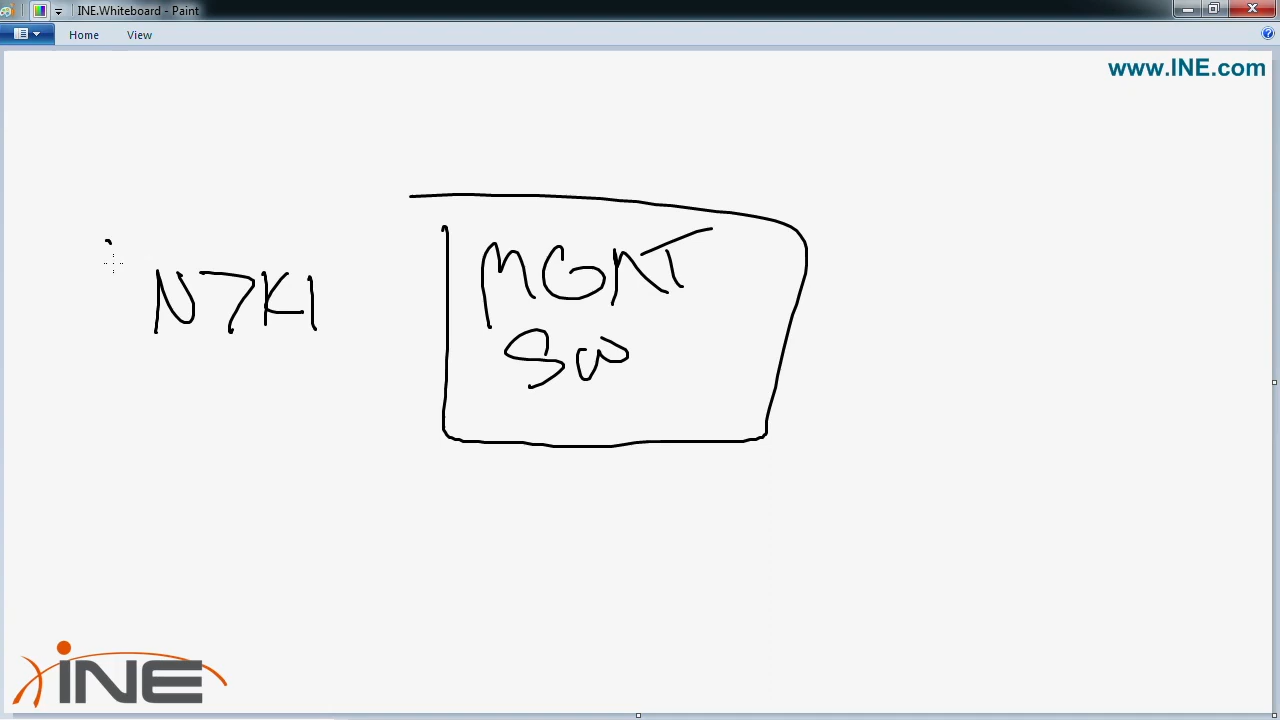 INE.Whiteboard - Paint
Home View
www.INE.com
N7K1
MGMT
SW
iNE